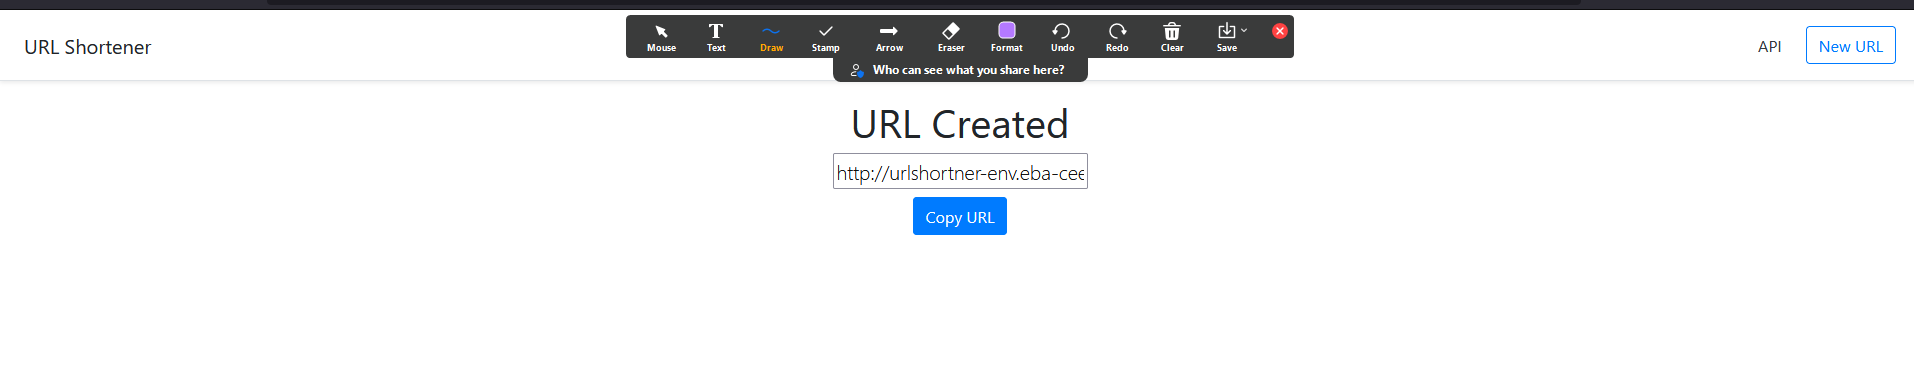 URL Shortener
Mouse Text Draw Stamp Arrow Eraser Format Undo Redo Clear Save
API New URL
Who can see what you share here?
URL Created
http://urlshortner-env.eba-cee
Copy URL